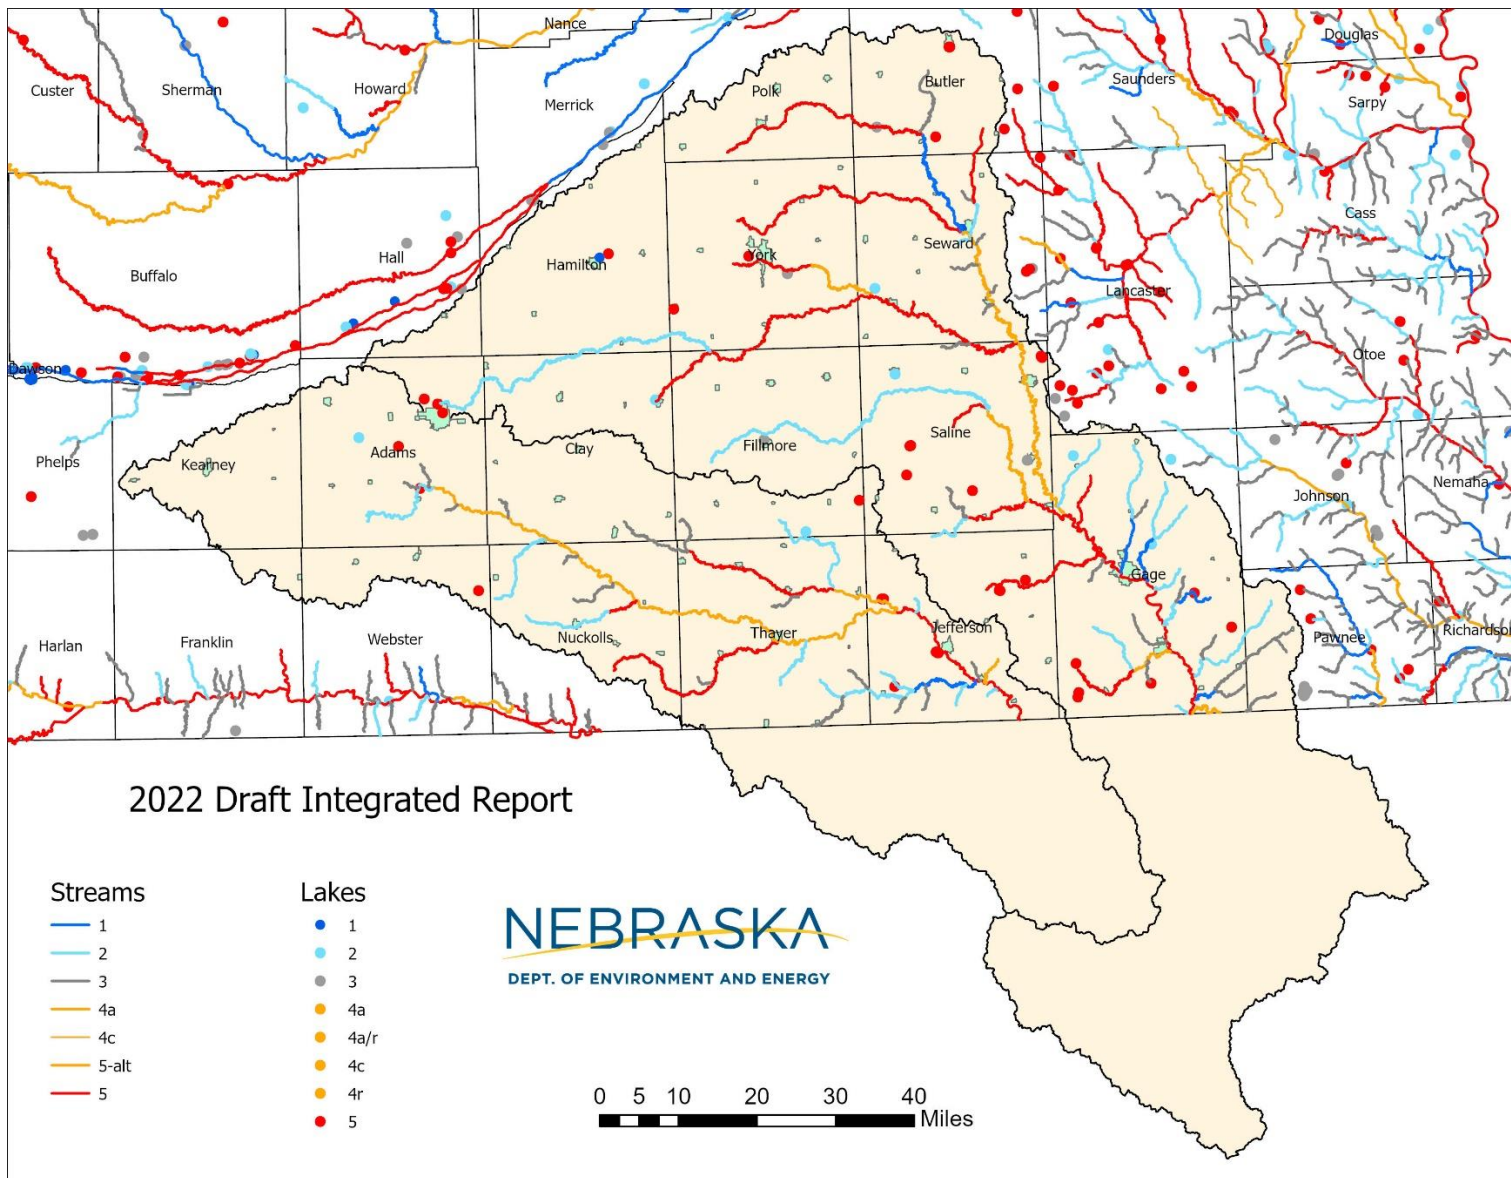 Nance
Custer
Sherman
Howard
Merrick
Polk
Butler
Saunders
Douglas
Sarpy
Buffalo
Hall
Hamilton
York
Seward
Lancaster
Cass
Dawson
Otoe
Phelps
Kearney
Adams
Clay
Fillmore
Saline
Johnson
Nemaha
Gage
Harlan
Franklin
Webster
Nuckolls
Thayer
Jefferson
Pawnee
Richardson
2022 Draft Integrated Report
Streams
1
2
3
4a
4c
5-alt
5
Lakes
1
2
3
4a
4a/r
4c
4r
5
NEBRASKA
DEPT. OF ENVIRONMENT AND ENERGY
0 5 10 20 30 40
Miles